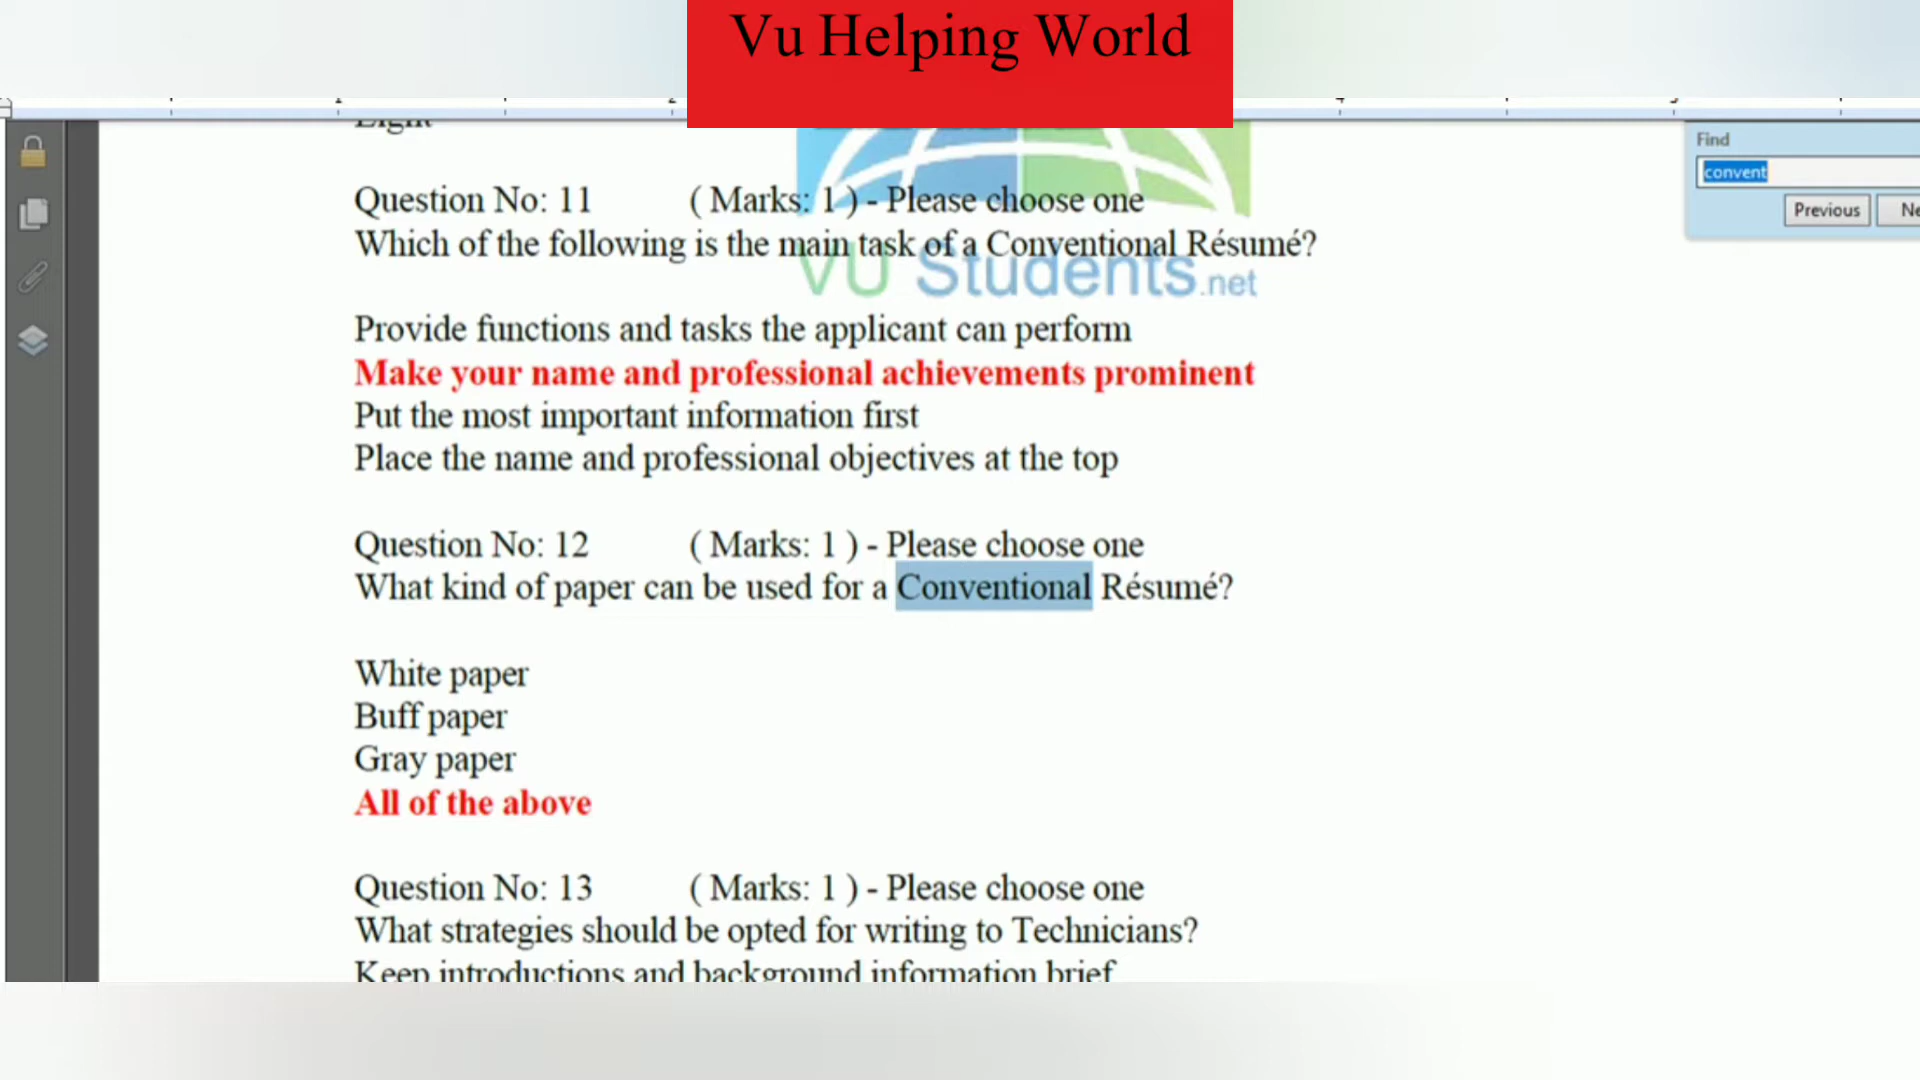 Vu Helping World
Eight
Find
convent
Previous
Question No: 11 ( Marks: 1 ) - Please choose one
Which of the following is the main task of a Conventional Résumé?
VU Students.net
Provide functions and tasks the applicant can perform
Make your name and professional achievements prominent
Put the most important information first
Place the name and professional objectives at the top
Question No: 12 ( Marks: 1 ) - Please choose one
What kind of paper can be used for a Conventional Résumé?
White paper
Buff paper
Gray paper
All of the above
Question No: 13 ( Marks: 1 ) - Please choose one
What strategies should be opted for writing to Technicians?
Keep introductions and background information brief